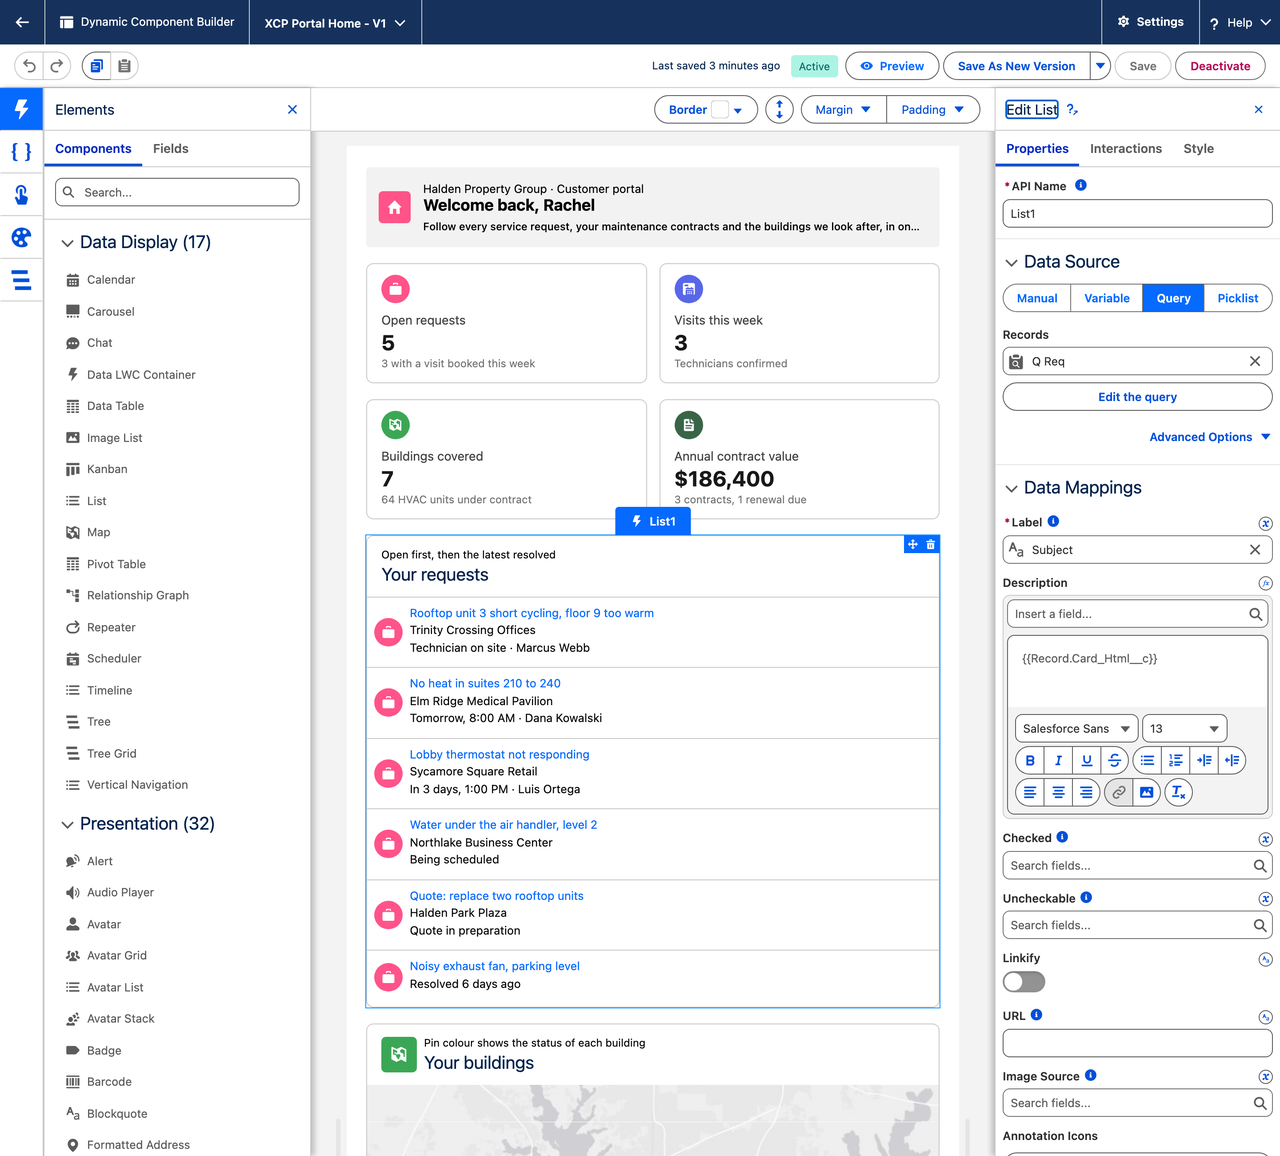 Dynamic Component Builder
XCP Portal Home - V1
Settings
Help
Last saved 3 minutes ago
Active
Preview
Save As New Version
Save
Deactivate
Elements
Components
Fields
Search...
Data Display (17)
Calendar
Carousel
Chat
Data LWC Container
Data Table
Image List
Kanban
List
Map
Pivot Table
Relationship Graph
Repeater
Scheduler
Timeline
Tree
Tree Grid
Vertical Navigation
Presentation (32)
Alert
Audio Player
Avatar
Avatar Grid
Avatar List
Avatar Stack
Badge
Barcode
Blockquote
Formatted Address
Border
Margin
Padding
Halden Property Group · Customer portal
Welcome back, Rachel
Follow every service request, your maintenance contracts and the buildings we look after, in on...
Open requests
5
3 with a visit booked this week
Visits this week
3
Technicians confirmed
Buildings covered
7
64 HVAC units under contract
Annual contract value
$186,400
3 contracts, 1 renewal due
List1
Open first, then the latest resolved
Your requests
Rooftop unit 3 short cycling, floor 9 too warm
Trinity Crossing Offices
Technician on site · Marcus Webb
No heat in suites 210 to 240
Elm Ridge Medical Pavilion
Tomorrow, 8:00 AM · Dana Kowalski
Lobby thermostat not responding
Sycamore Square Retail
In 3 days, 1:00 PM · Luis Ortega
Water under the air handler, level 2
Northlake Business Center
Being scheduled
Quote: replace two rooftop units
Halden Park Plaza
Quote in preparation
Noisy exhaust fan, parking level
Resolved 6 days ago
Pin colour shows the status of each building
Your buildings
Edit List
Properties
Interactions
Style
* API Name
List1
Data Source
Manual
Variable
Query
Picklist
Records
Q Req
Edit the query
Advanced Options
Data Mappings
* Label
Subject
Description
Insert a field...
{{Record.Card_Html__c}}
Salesforce Sans
13
Checked
Search fields...
Uncheckable
Search fields...
Linkify
URL
Image Source
Search fields...
Annotation Icons